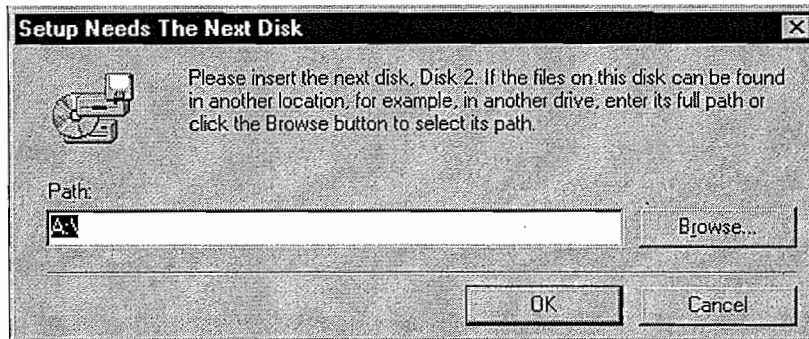 Setup Needs The Next Disk
Please insert the next disk, Disk 2. If the files on this disk can be found
in another location, for example, in another drive, enter its full path or
click the Browse button to select its path.
Path:
A:\
Browse...
OK
Cancel